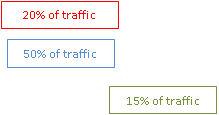 20% of traffic
50% of traffic
15% of traffic